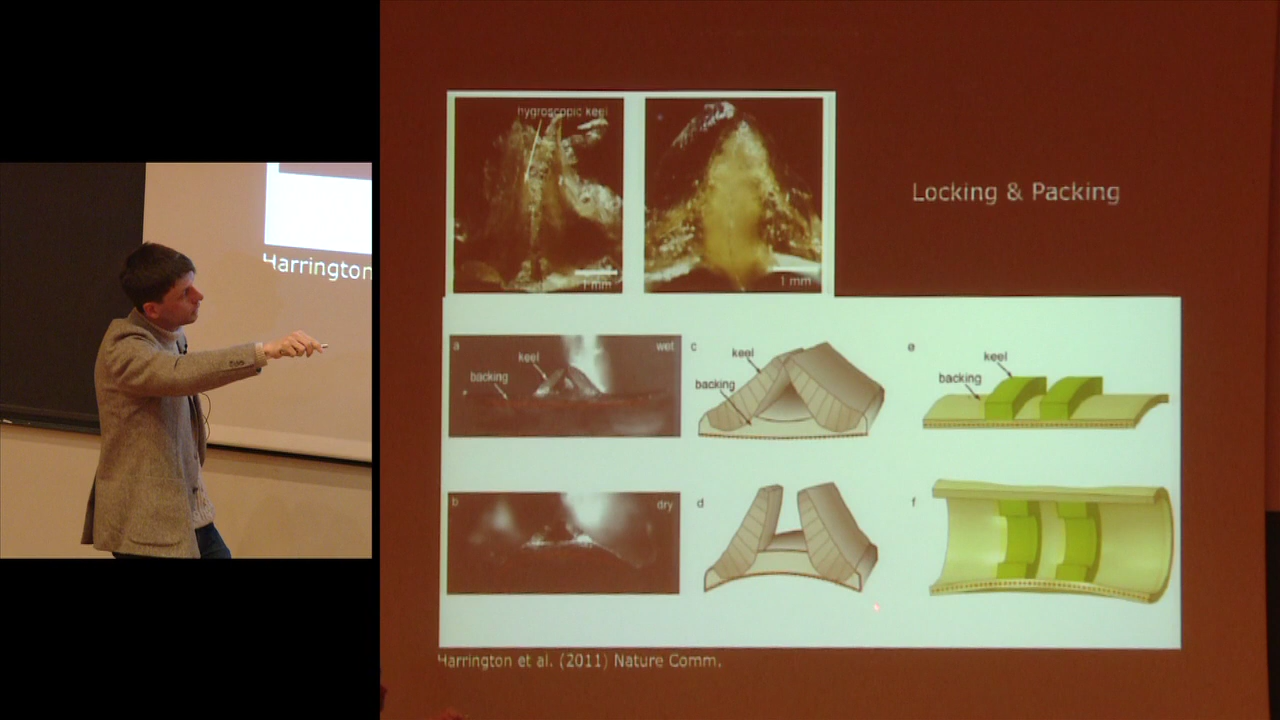 Harrington
hygroscopic keel
1 mm
1 mm
Locking & Packing
a
wet
keel
backing
c
keel
backing
e
keel
backing
b
dry
d
f
Harrington et al. (2011) Nature Comm.